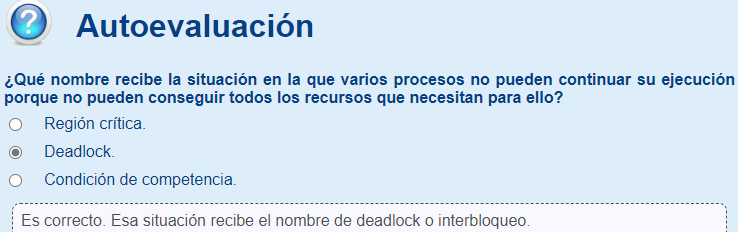 Autoevaluación
¿Qué nombre recibe la situación en la que varios procesos no pueden continuar su ejecución
porque no pueden conseguir todos los recursos que necesitan para ello?
Región crítica.
Deadlock.
Condición de competencia.
Es correcto. Esa situación recibe el nombre de deadlock o interbloqueo.